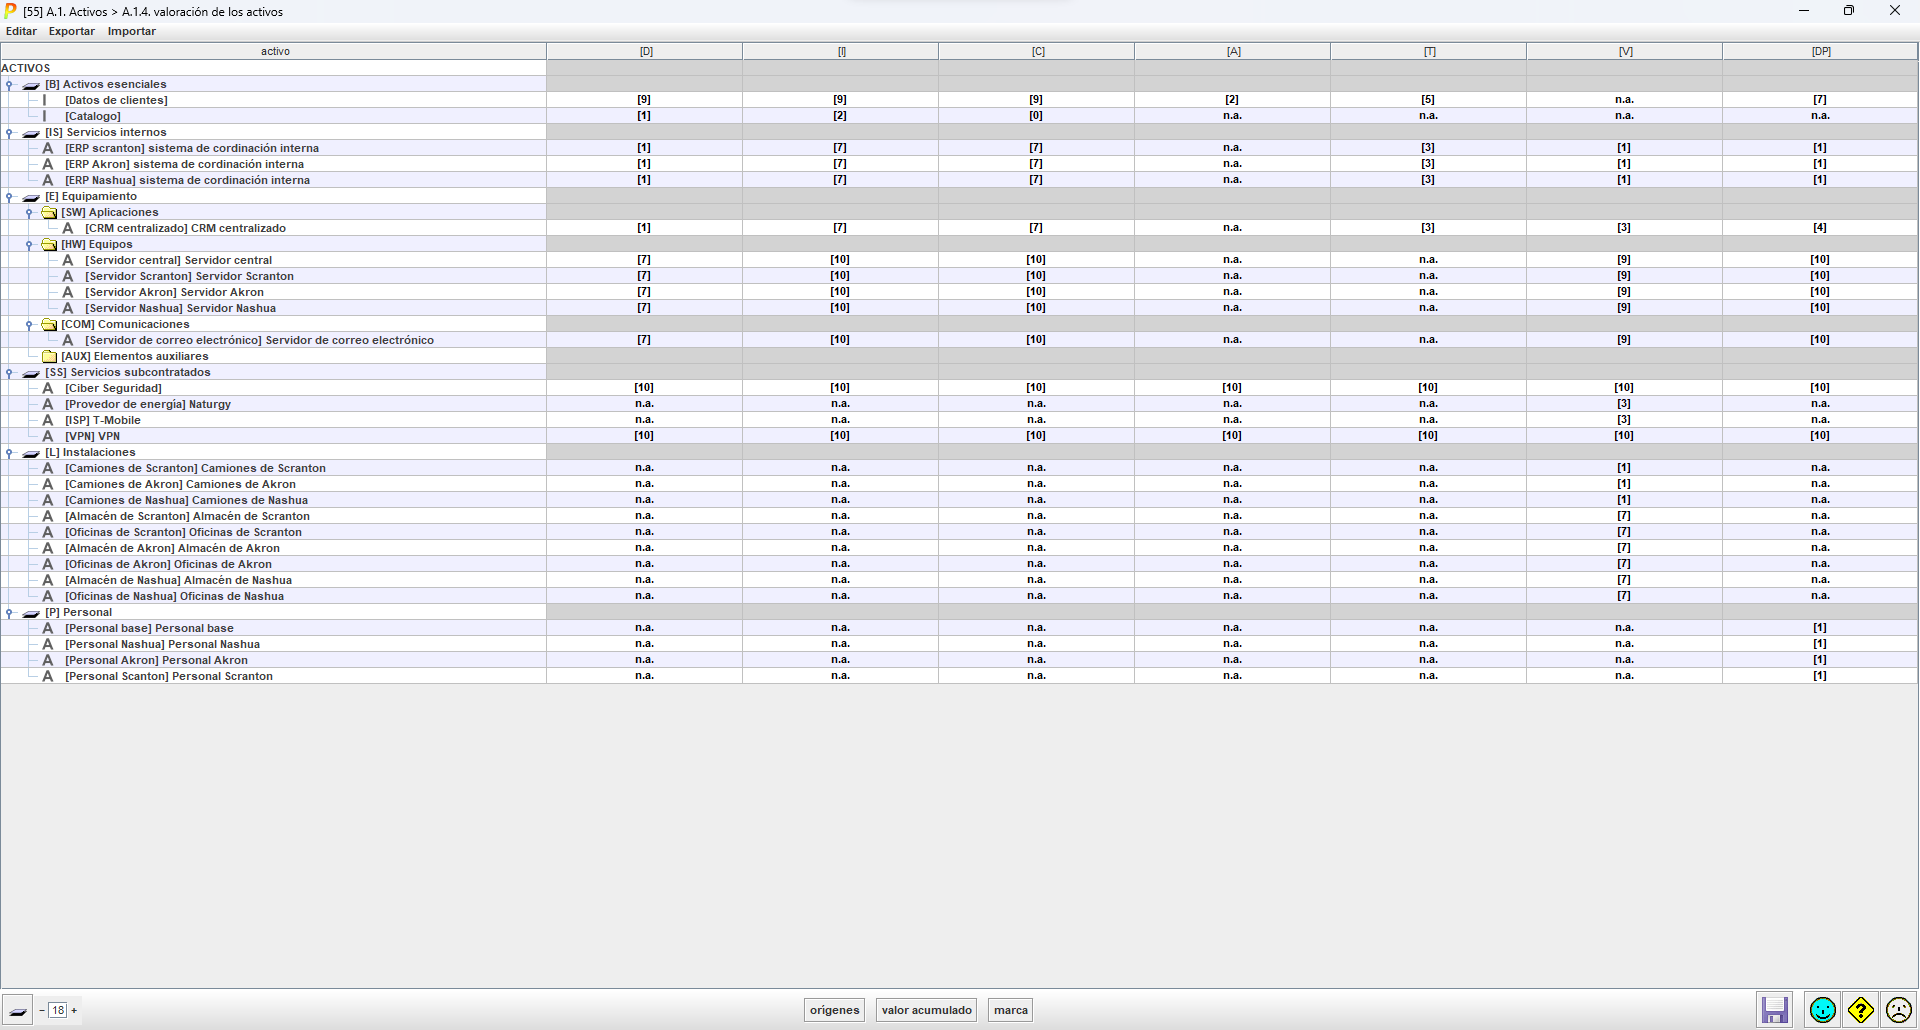 [55] A.1. Activos > A.1.4. valoración de los activos
Editar Exportar Importar
activo [D] [I] [C] [A] [T] [V] [DP]
ACTIVOS
[B] Activos esenciales
[Datos de clientes] [9] [9] [9] [2] [5] n.a. [7]
[Catalogo] [1] [2] [0] n.a. n.a. n.a. n.a.
[IS] Servicios internos
[ERP scranton] sistema de cordinación interna [1] [7] [7] n.a. [3] [1] [1]
[ERP Akron] sistema de cordinación interna [1] [7] [7] n.a. [3] [1] [1]
[ERP Nashua] sistema de cordinación interna [1] [7] [7] n.a. [3] [1] [1]
[E] Equipamiento
[SW] Aplicaciones
[CRM centralizado] CRM centralizado [1] [7] [7] n.a. [3] [3] [4]
[HW] Equipos
[Servidor central] Servidor central [7] [10] [10] n.a. n.a. [9] [10]
[Servidor Scranton] Servidor Scranton [7] [10] [10] n.a. n.a. [9] [10]
[Servidor Akron] Servidor Akron [7] [10] [10] n.a. n.a. [9] [10]
[Servidor Nashua] Servidor Nashua [7] [10] [10] n.a. n.a. [9] [10]
[COM] Comunicaciones
[Servidor de correo electrónico] Servidor de correo electrónico [7] [10] [10] n.a. n.a. [9] [10]
[AUX] Elementos auxiliares
[SS] Servicios subcontratados
[Ciber Seguridad] [10] [10] [10] [10] [10] [10] [10]
[Provedor de energía] Naturgy n.a. n.a. n.a. n.a. n.a. [3] n.a.
[ISP] T-Mobile n.a. n.a. n.a. n.a. n.a. [3] n.a.
[VPN] VPN [10] [10] [10] [10] [10] [10] [10]
[L] Instalaciones
[Camiones de Scranton] Camiones de Scranton n.a. n.a. n.a. n.a. n.a. [1] n.a.
[Camiones de Akron] Camiones de Akron n.a. n.a. n.a. n.a. n.a. [1] n.a.
[Camiones de Nashua] Camiones de Nashua n.a. n.a. n.a. n.a. n.a. [1] n.a.
[Almacén de Scranton] Almacén de Scranton n.a. n.a. n.a. n.a. n.a. [7] n.a.
[Oficinas de Scranton] Oficinas de Scranton n.a. n.a. n.a. n.a. n.a. [7] n.a.
[Almacén de Akron] Almacén de Akron n.a. n.a. n.a. n.a. n.a. [7] n.a.
[Oficinas de Akron] Oficinas de Akron n.a. n.a. n.a. n.a. n.a. [7] n.a.
[Almacén de Nashua] Almacén de Nashua n.a. n.a. n.a. n.a. n.a. [7] n.a.
[Oficinas de Nashua] Oficinas de Nashua n.a. n.a. n.a. n.a. n.a. [7] n.a.
[P] Personal
[Personal base] Personal base n.a. n.a. n.a. n.a. n.a. n.a. [1]
[Personal Nashua] Personal Nashua n.a. n.a. n.a. n.a. n.a. n.a. [1]
[Personal Akron] Personal Akron n.a. n.a. n.a. n.a. n.a. n.a. [1]
[Personal Scanton] Personal Scranton n.a. n.a. n.a. n.a. n.a. n.a. [1]
− 18 + orígenes valor acumulado marca